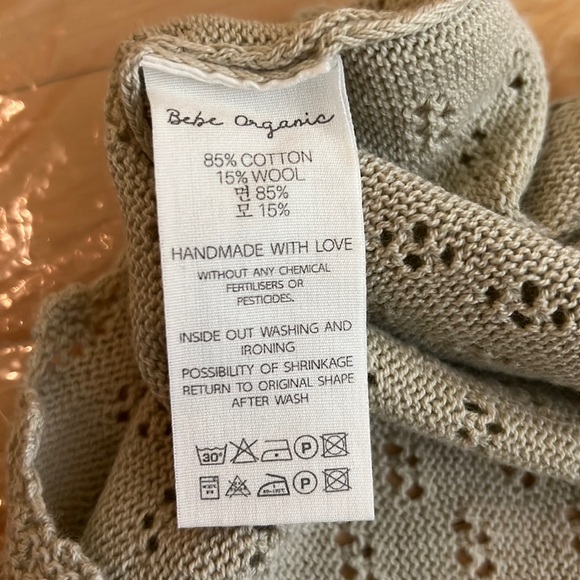 Bebe Organic
85% COTTON
15% WOOL
면 85%
모 15%
HANDMADE WITH LOVE
WITHOUT ANY CHEMICAL
FERTILISERS OR
PESTICIDES.
INSIDE OUT WASHING AND
IRONING
POSSIBILITY OF SHRINKAGE
RETURN TO ORIGINAL SHAPE
AFTER WASH
30° P
P